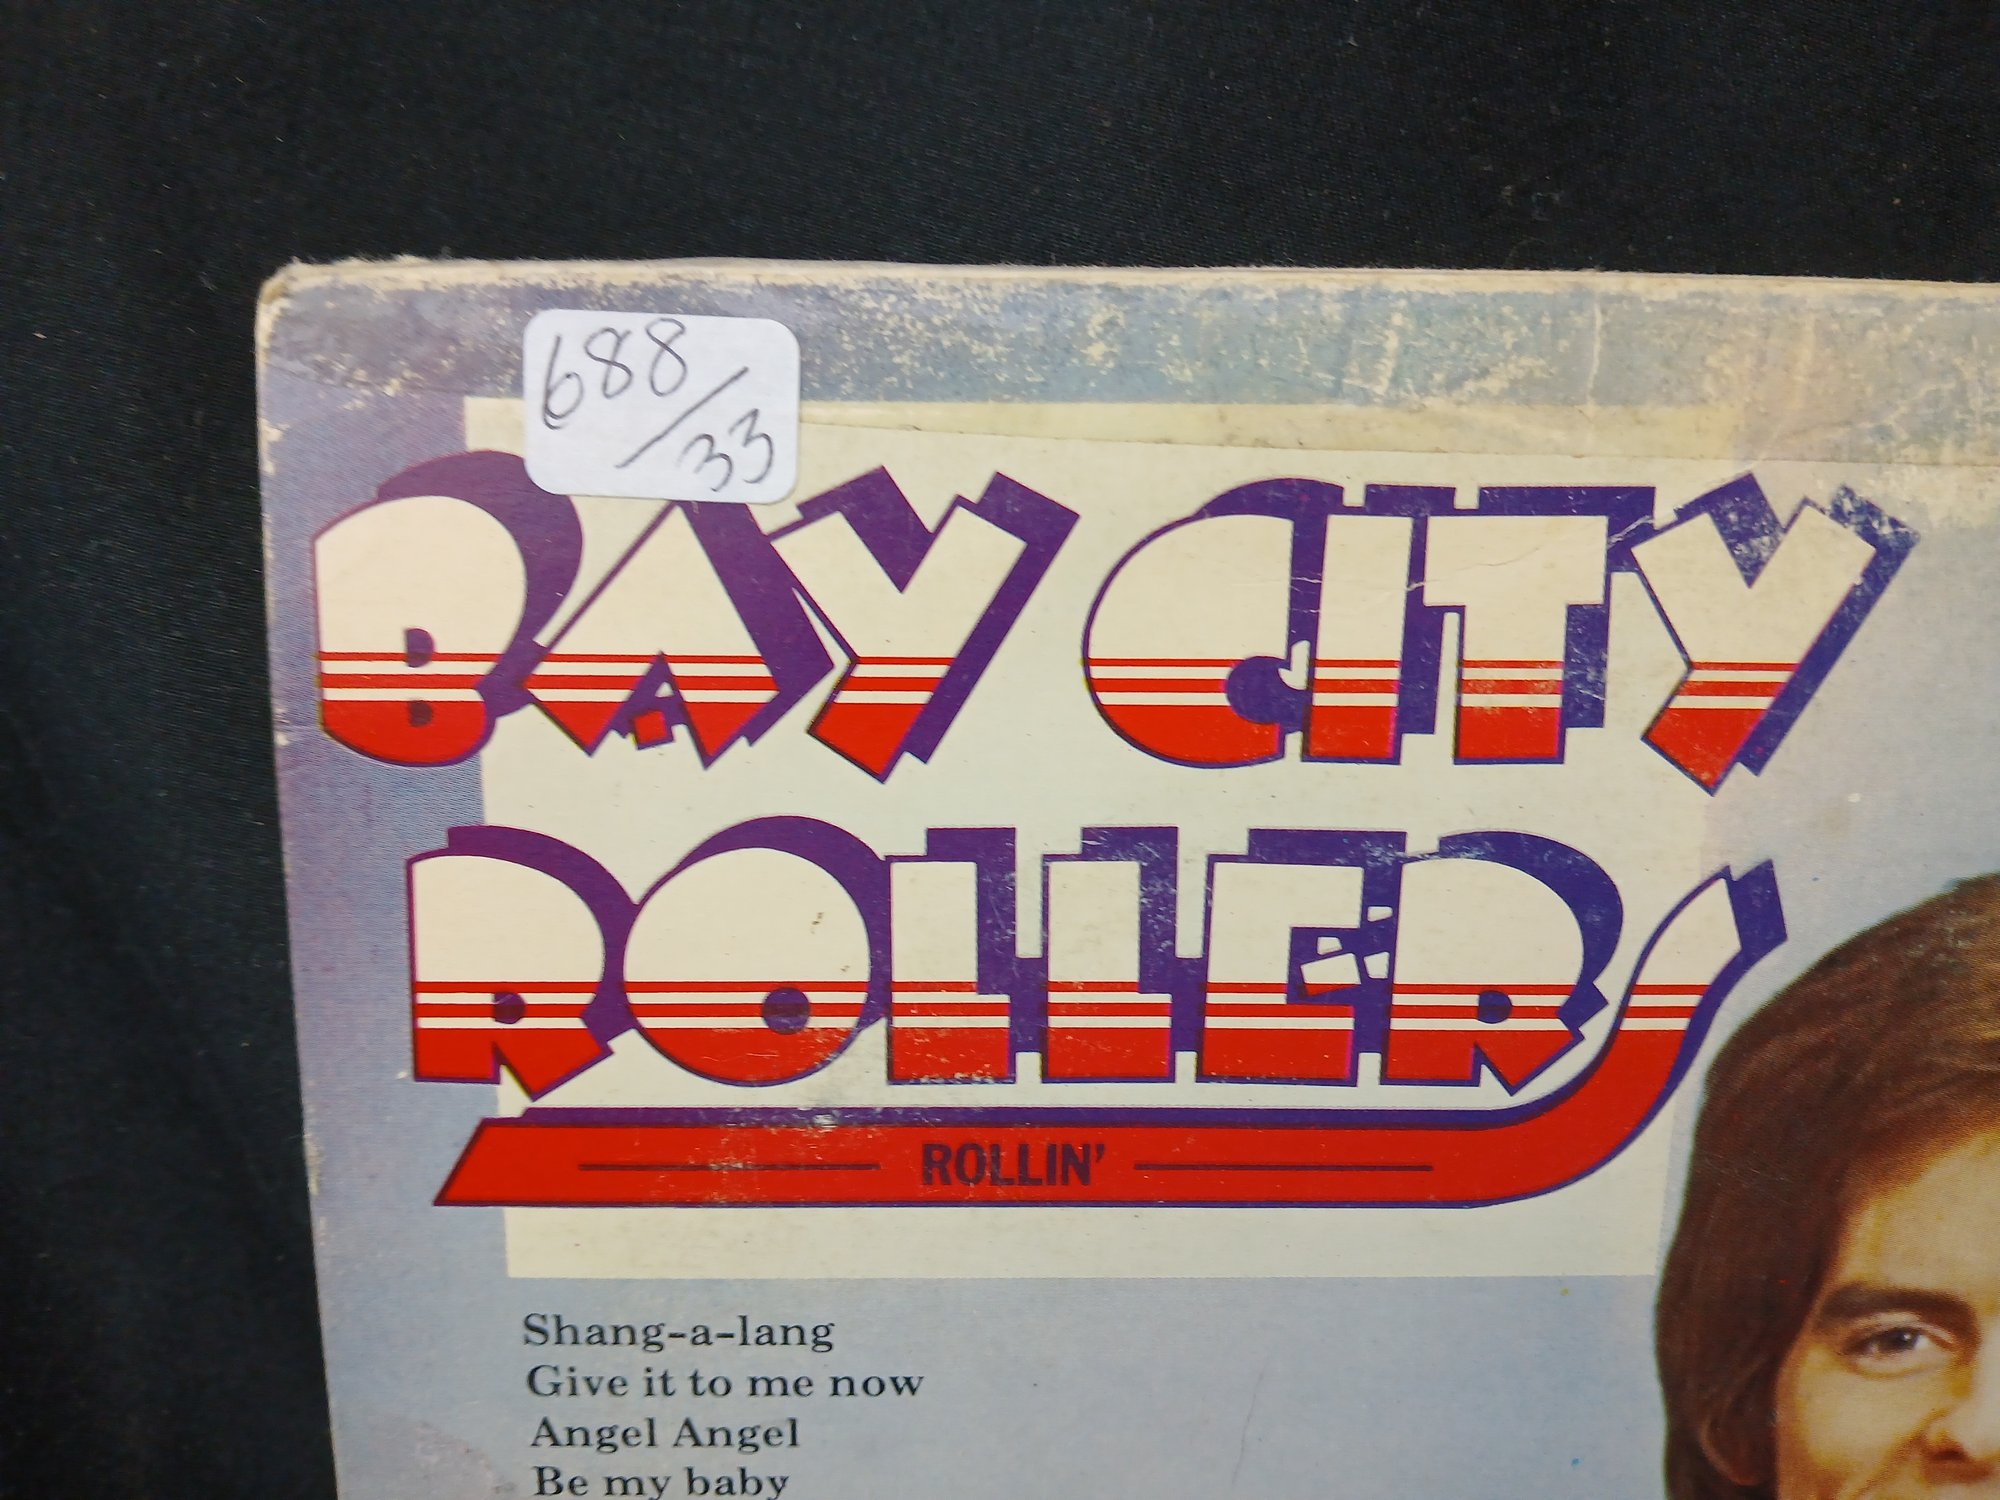 688/33
BAY CITY
ROLLERS
ROLLIN'
Shang-a-lang
Give it to me now
Angel Angel
Be my baby